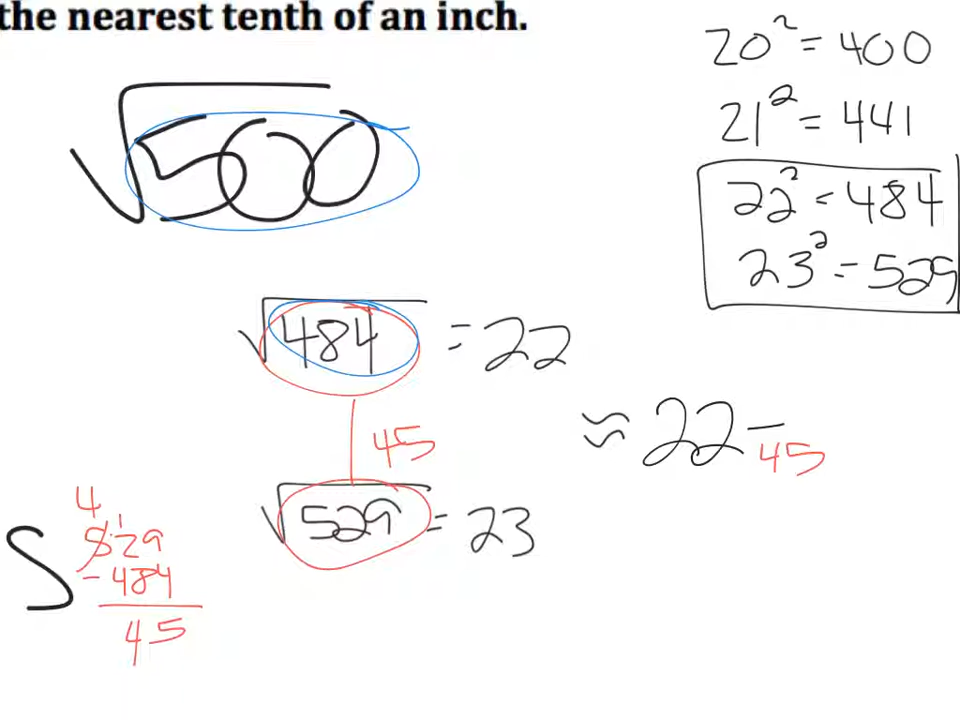 the nearest tenth of an inch.
√500
20² = 400
21² = 441
22² = 484
23² = 529
√484 = 22
45
√529 = 23
≈ 22 —
45
S
4 1
529
- 484
45